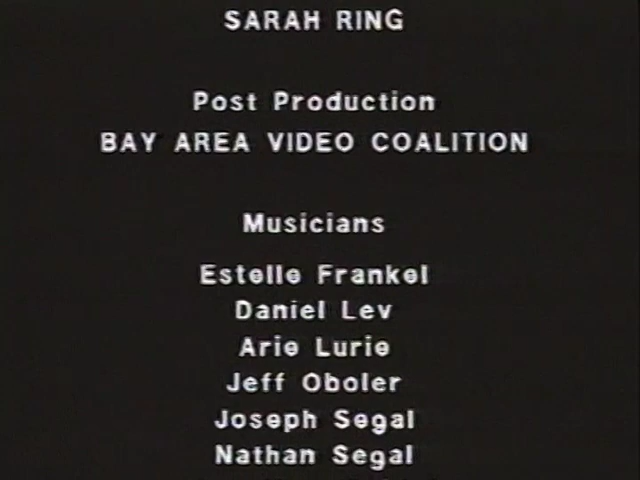 SARAH RING
Post Production
BAY AREA VIDEO COALITION
Musicians
Estelle Frankel
Daniel Lev
Arie Lurie
Jeff Oboler
Joseph Segal
Nathan Segal